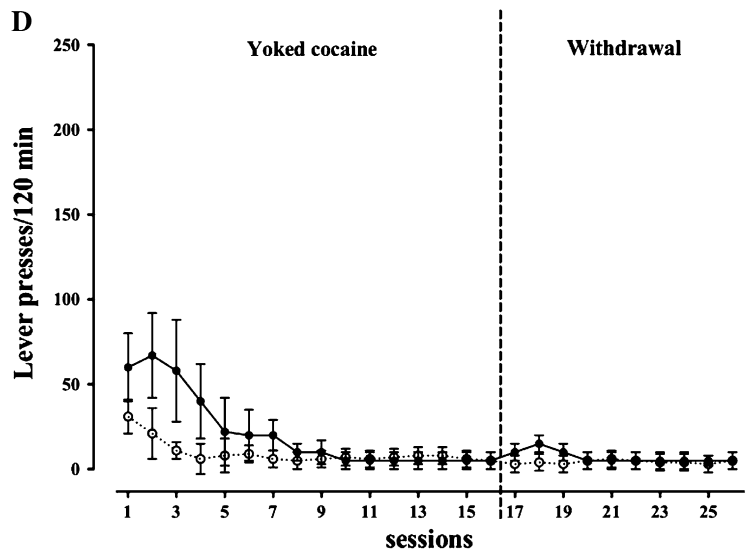 D
Yoked cocaine Withdrawal
250
200
150
100
50
0
Lever presses/120 min
1 3 5 7 9 11 13 15 17 19 21 23 25
sessions